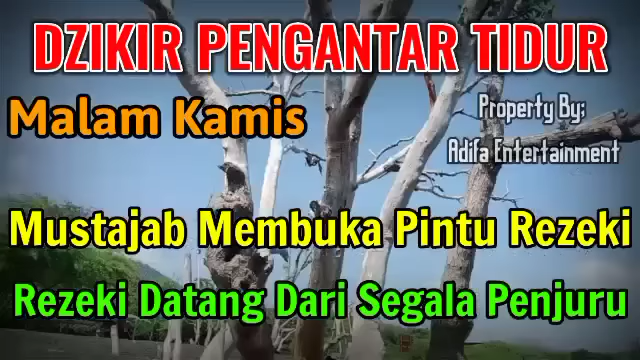 DZIKIR PENGANTAR TIDUR
Malam Kamis
Property By;
Adifa Entertainment
Mustajab Membuka Pintu Rezeki
Rezeki Datang Dari Segala Penjuru